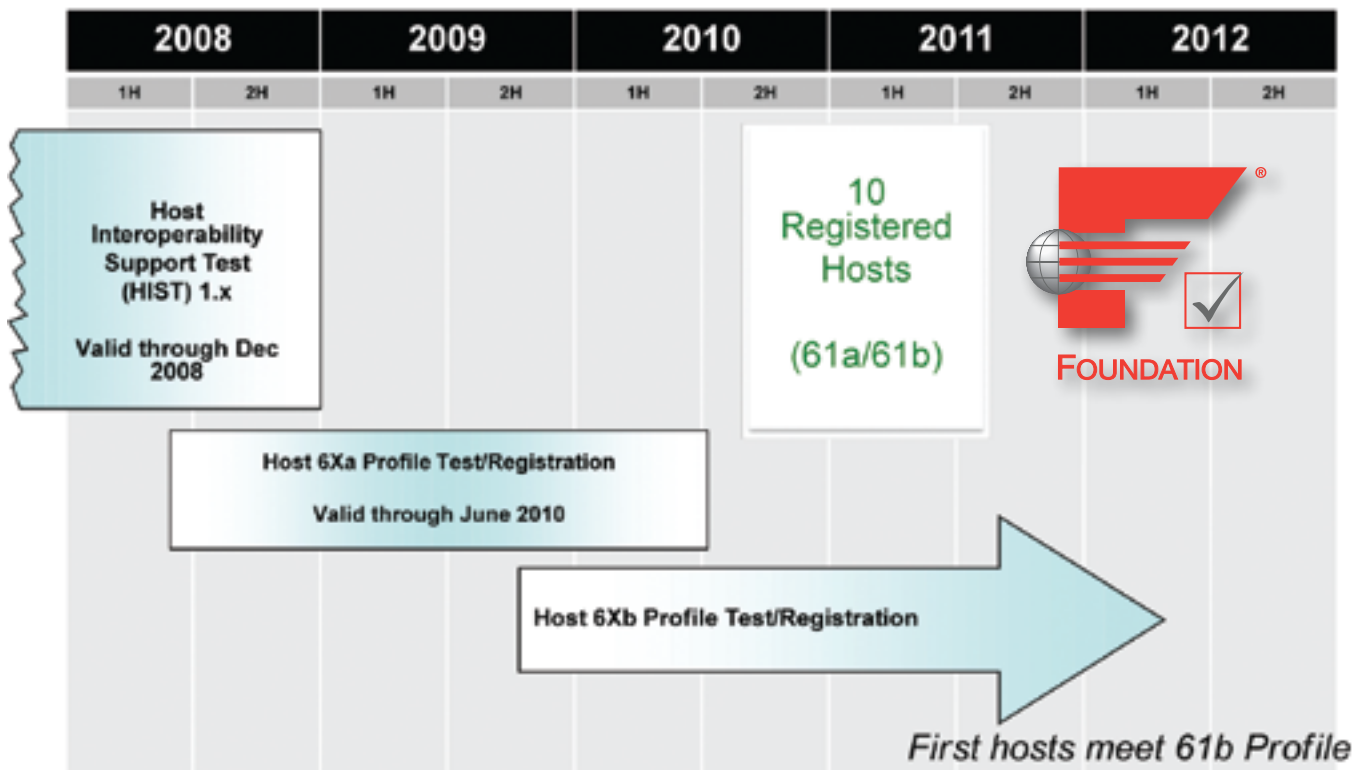 2008 2009 2010 2011 2012
1H 2H 1H 2H 1H 2H 1H 2H 1H 2H
Host
Interoperability
Support Test
(HIST) 1.x
Valid through Dec
2008
10
Registered
Hosts
(61a/61b)
®
FOUNDATION
Host 6Xa Profile Test/Registration
Valid through June 2010
Host 6Xb Profile Test/Registration
First hosts meet 61b Profile